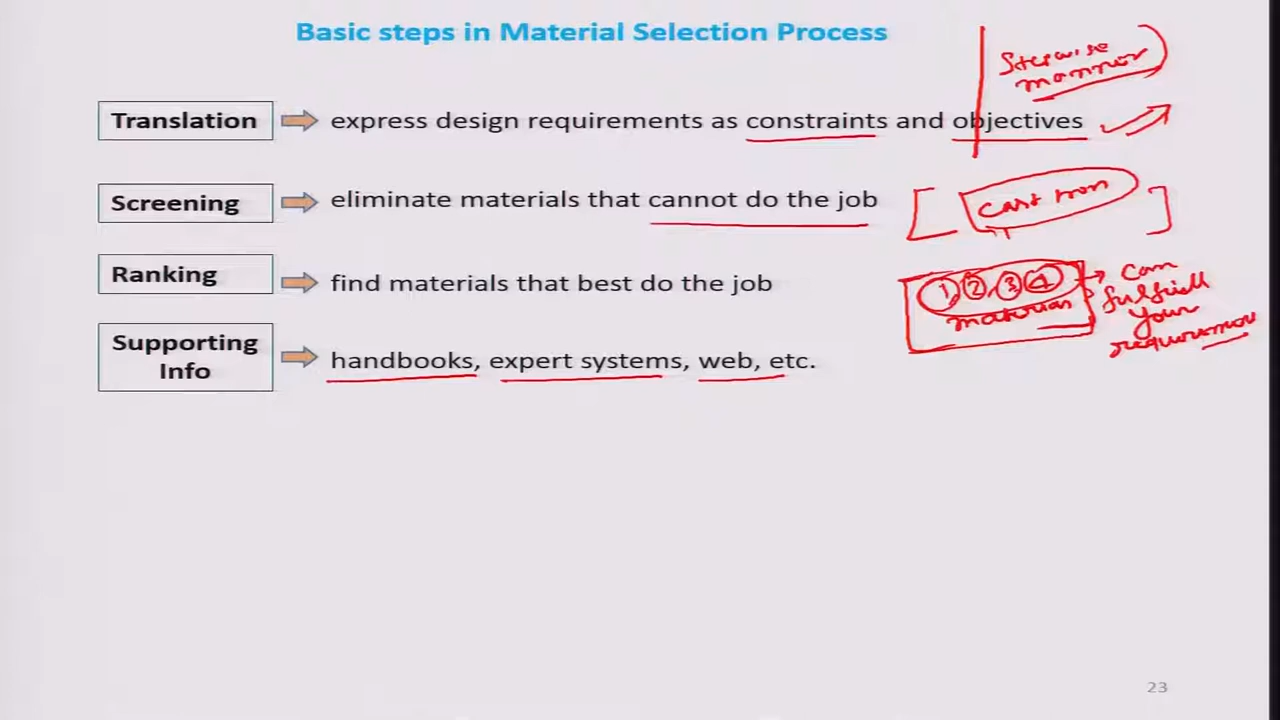 Basic steps in Material Selection Process
Stepwise
manner
Translation express design requirements as constraints and objectives
Screening eliminate materials that cannot do the job
Cast Iron
Ranking find materials that best do the job
1 2 3 4
materials
can
fulfill
your
Supporting
Info
handbooks, expert systems, web, etc.
23